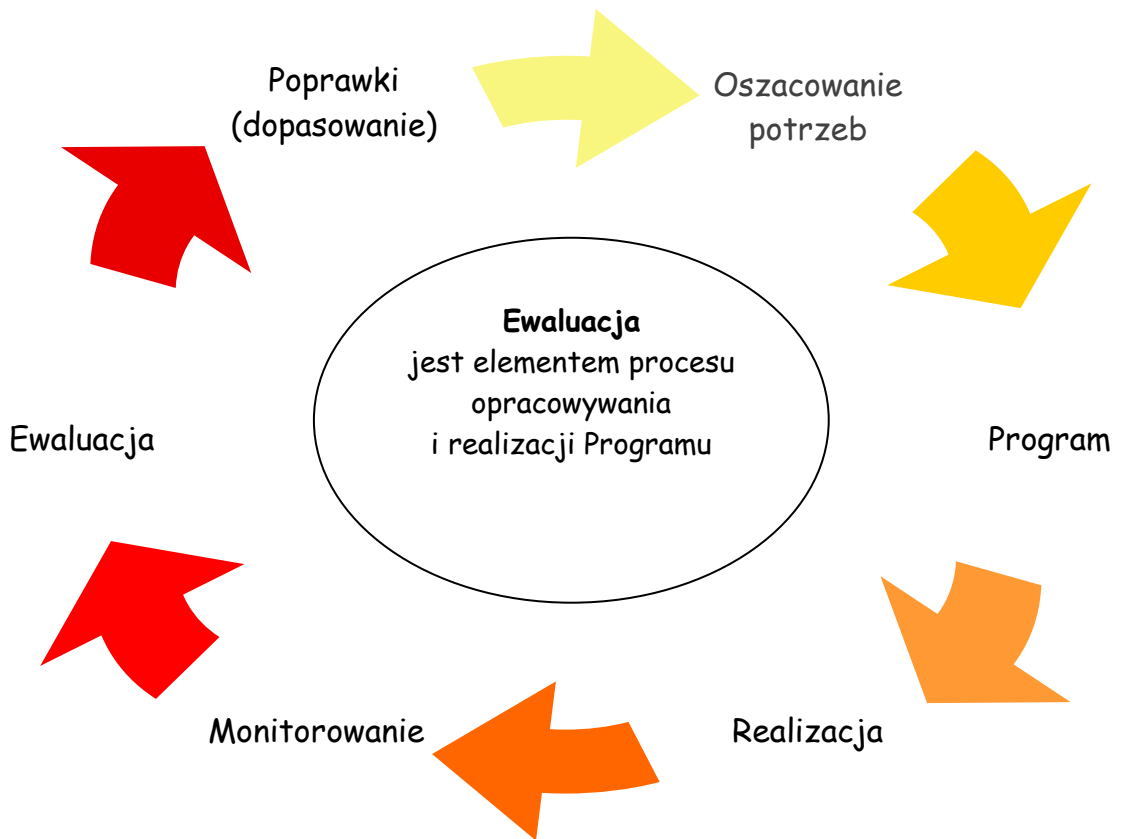 Poprawki
(dopasowanie)
Oszacowanie
potrzeb
Ewaluacja
jest elementem procesu
opracowywania
i realizacji Programu
Ewaluacja
Program
Monitorowanie
Realizacja